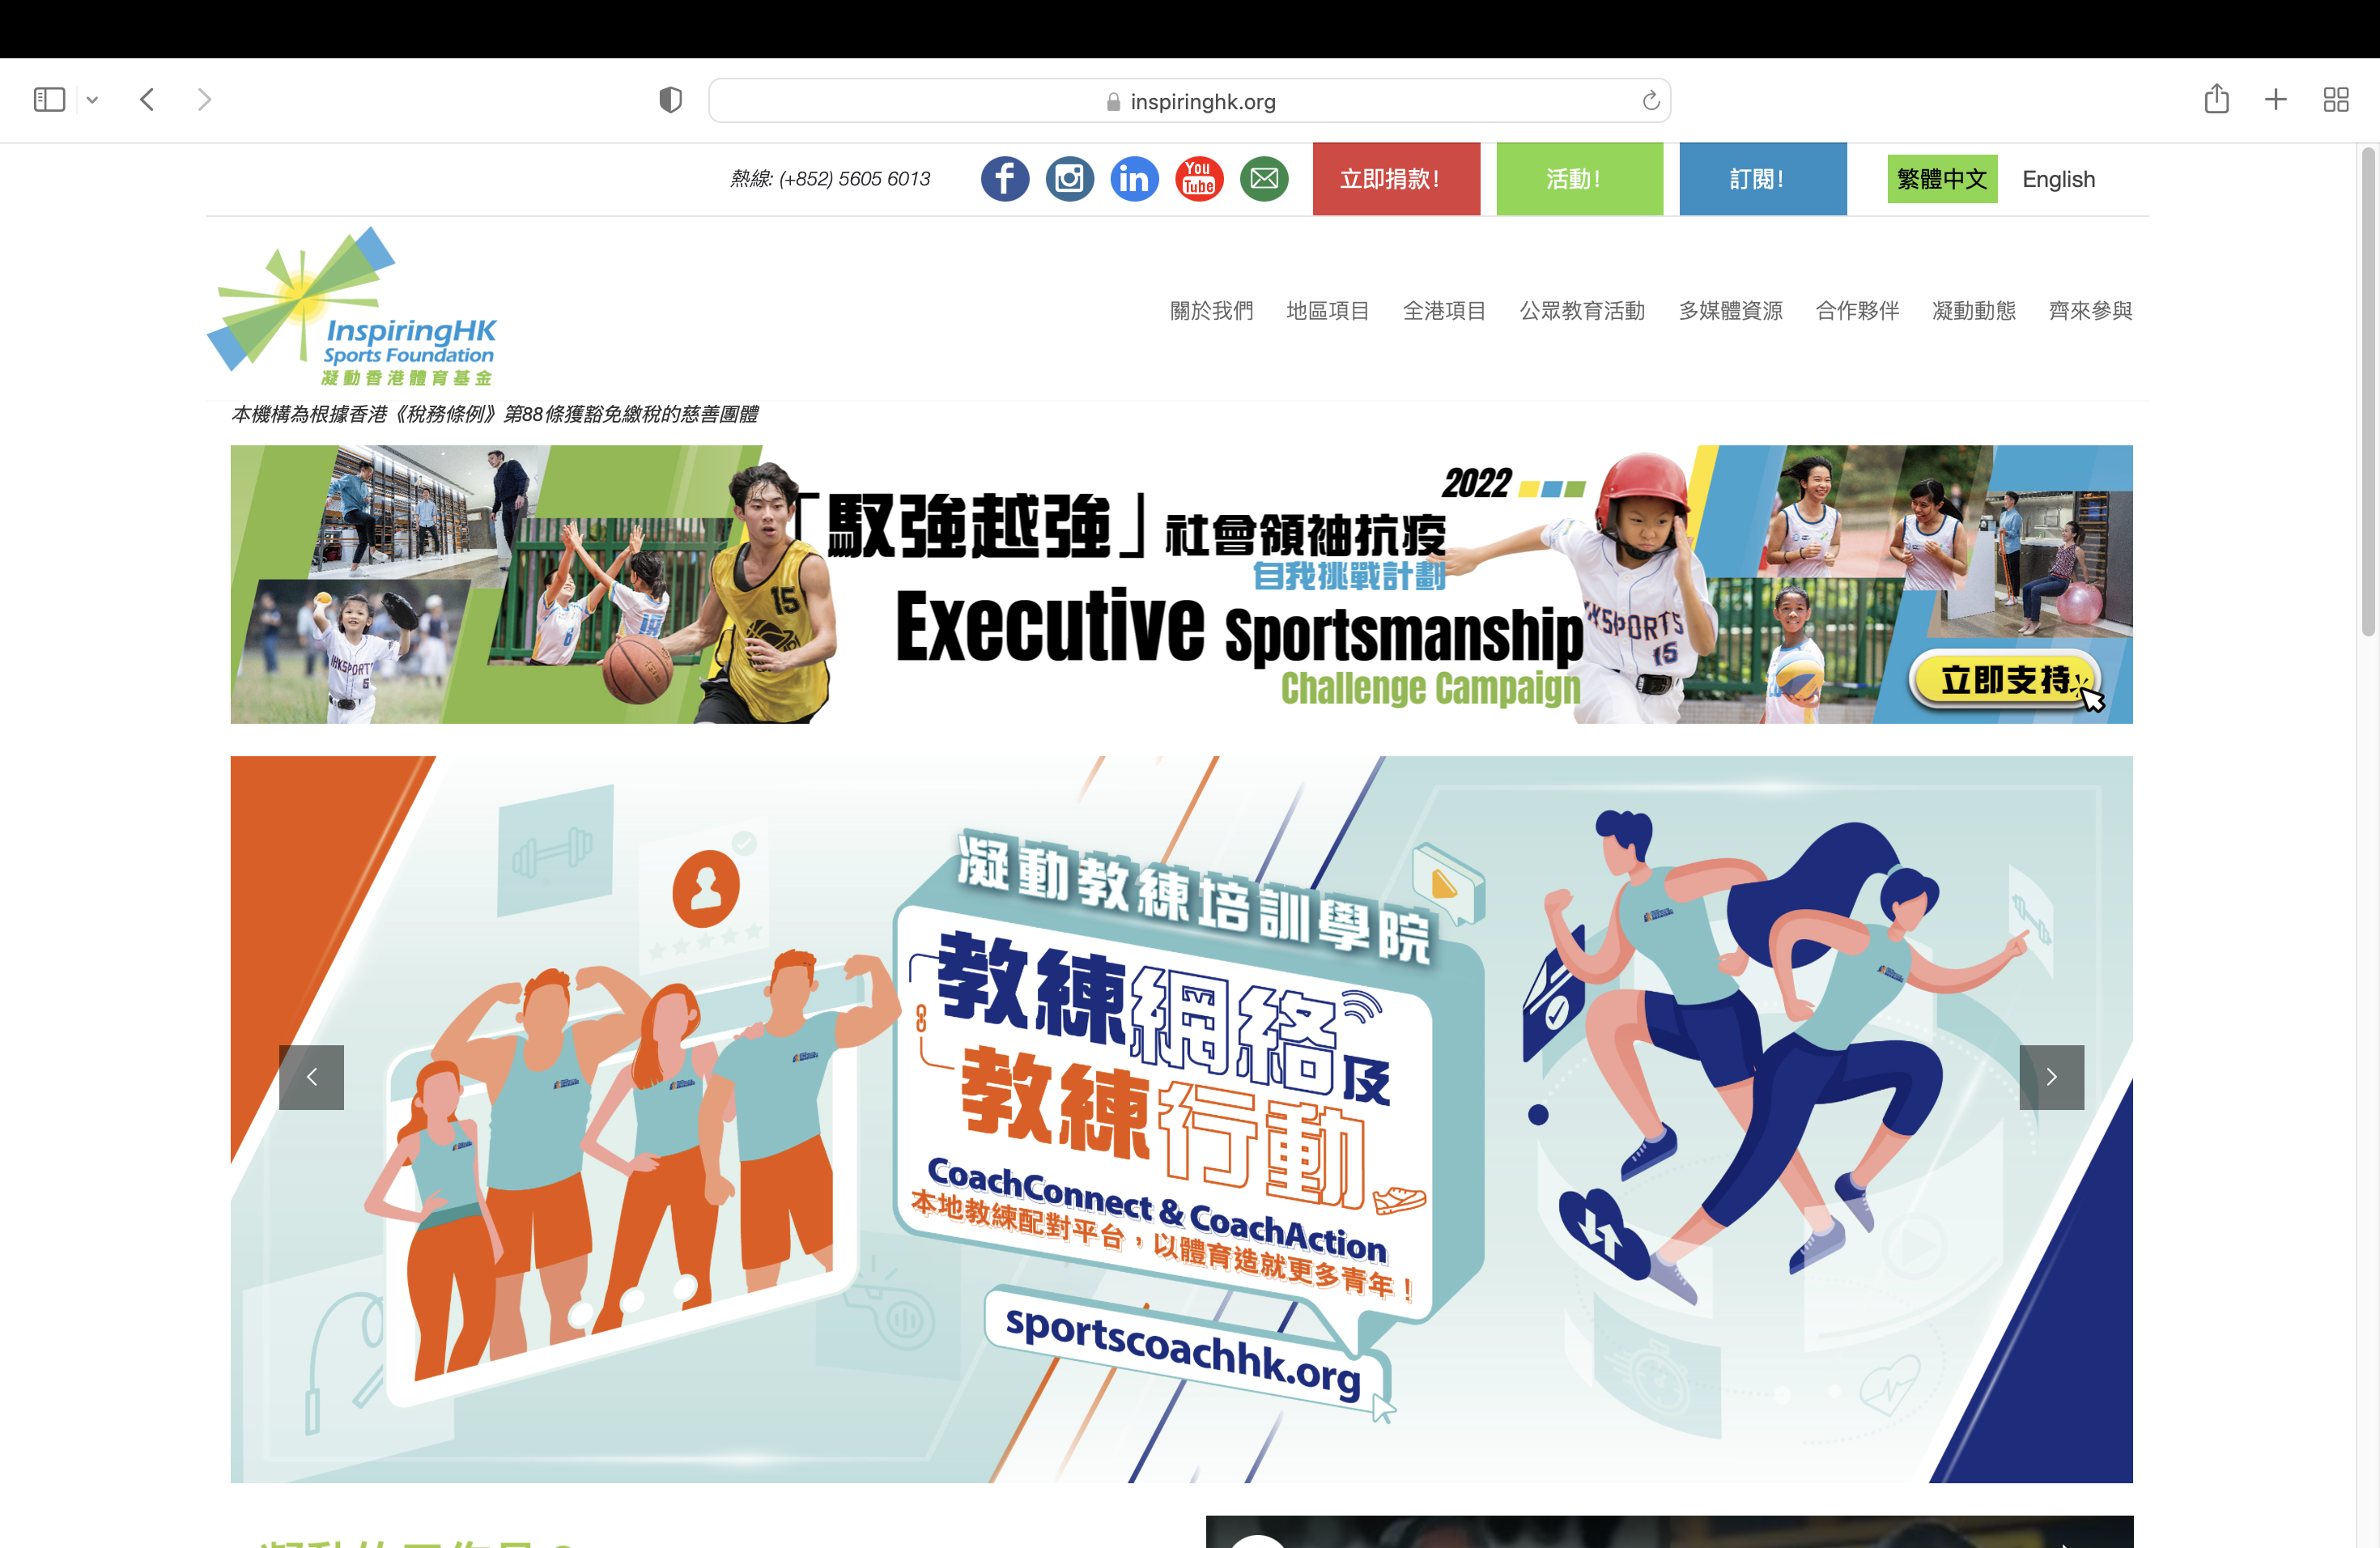 inspiringhk.org
熱線: (+852) 5605 6013
You
Tube
立即捐款!
活動!
訂閱!
繁體中文
English
InspiringHK
Sports Foundation
凝動香港體育基金
關於我們 地區項目 全港項目 公眾教育活動 多媒體資源 合作夥伴 凝動動態 齊來參與
本機構為根據香港《稅務條例》第88條獲豁免繳稅的慈善團體
2022
「馭強越強」社會領袖抗疫
自我挑戰計劃
Executive Sportsmanship
Challenge Campaign
15
IHKSPORTS
6
HKSPORTS
15
立即支持
凝動教練培訓學院
教練網絡及
教練行動
CoachConnect & CoachAction
本地教練配對平台，以體育造就更多青年！
sportscoachhk.org